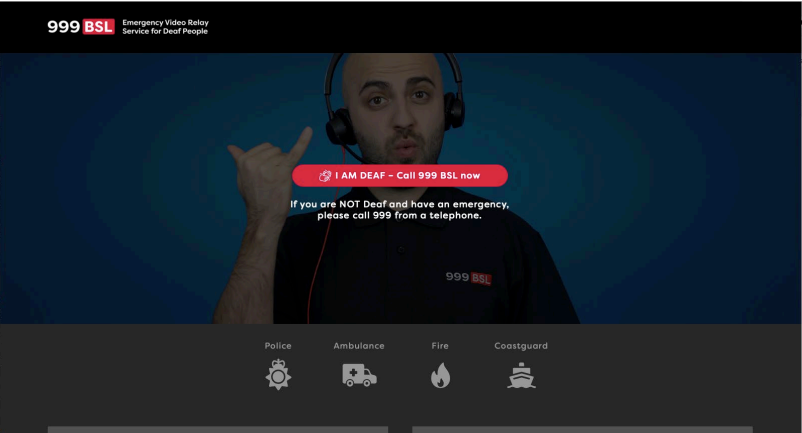 999 BSL
Emergency Video Relay
Service for Deaf People
I AM DEAF – Call 999 BSL now
If you are NOT Deaf and have an emergency,
please call 999 from a telephone.
999 BSL
Police
Ambulance
Fire
Coastguard